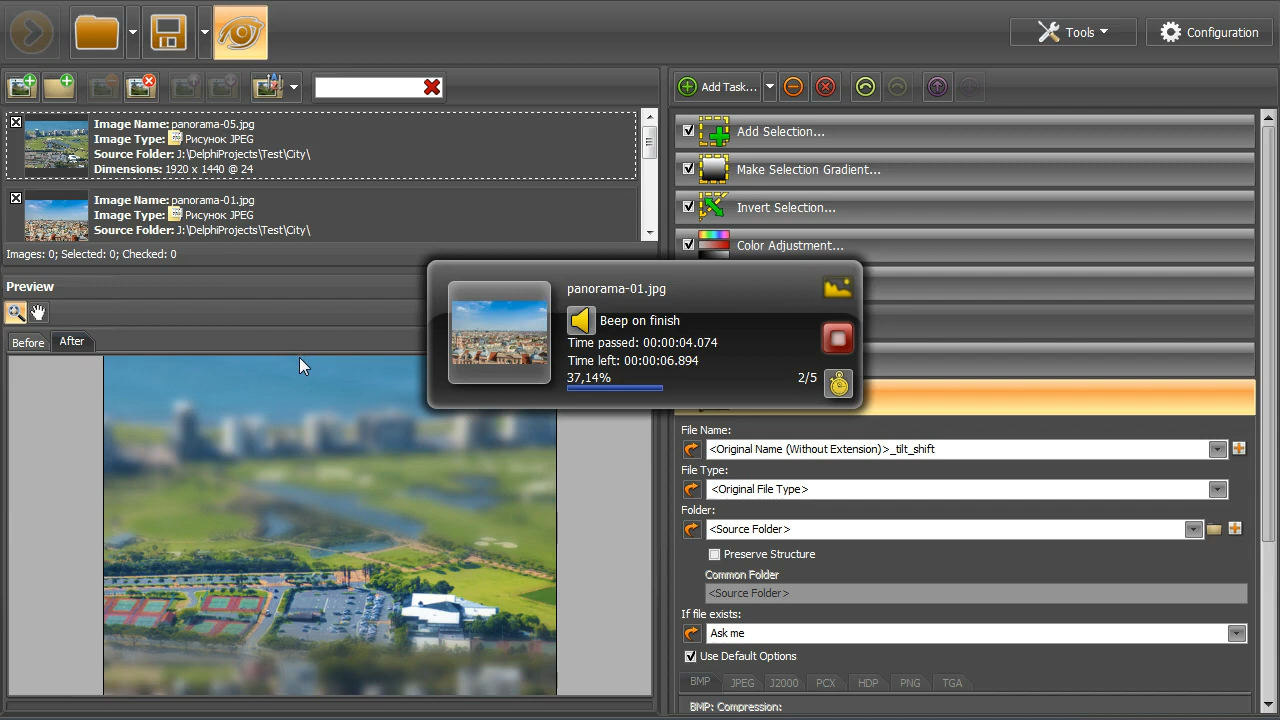 Tools
Configuration
Add Task...
Image Name: panorama-05.jpg
Image Type: Рисунок JPEG
Source Folder: J:\DelphiProjects\Test\City\
Dimensions: 1920 x 1440 @ 24
Image Name: panorama-01.jpg
Image Type: Рисунок JPEG
Source Folder: J:\DelphiProjects\Test\City\
Images: 0; Selected: 0; Checked: 0
Preview
Before
After
Add Selection...
Make Selection Gradient...
Invert Selection...
Color Adjustment...
panorama-01.jpg
Beep on finish
Time passed: 00:00:04.074
Time left: 00:00:06.894
37,14%
2/5
File Name:
<Original Name (Without Extension)>_tilt_shift
File Type:
<Original File Type>
Folder:
<Source Folder>
Preserve Structure
Common Folder
<Source Folder>
If file exists:
Ask me
Use Default Options
BMP
JPEG
J2000
PCX
HDP
PNG
TGA
BMP: Compression: